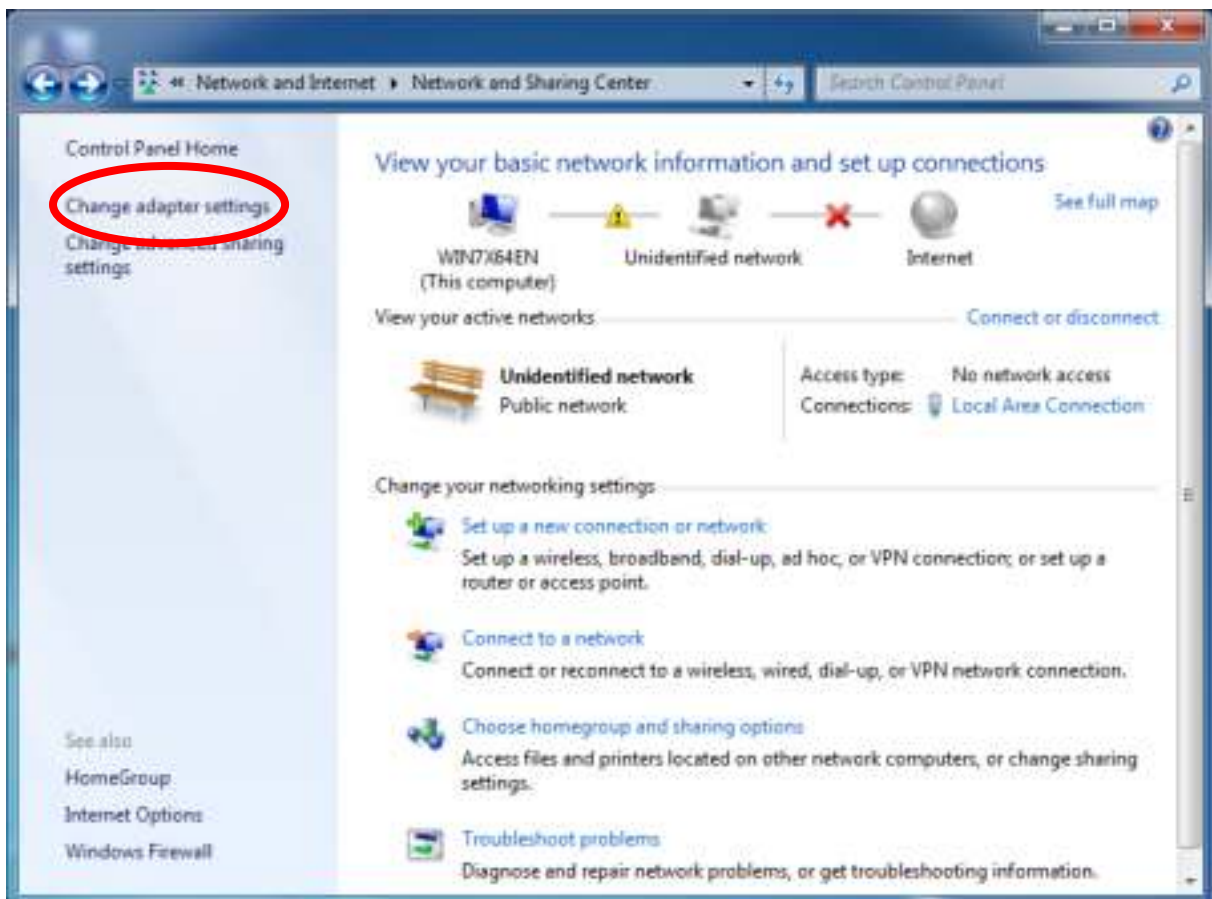 « Network and Internet ▸ Network and Sharing Center
Search Control Panel
Control Panel Home
Change adapter settings
Change advanced sharing
settings
View your basic network information and set up connections
See full map
WIN7X64EN
(This computer)
Unidentified network
Internet
View your active networks
Connect or disconnect
Unidentified network
Public network
Access type: No network access
Connections: Local Area Connection
Change your networking settings
Set up a new connection or network
Set up a wireless, broadband, dial-up, ad hoc, or VPN connection; or set up a
router or access point.
Connect to a network
Connect or reconnect to a wireless, wired, dial-up, or VPN network connection.
Choose homegroup and sharing options
Access files and printers located on other network computers, or change sharing
settings.
Troubleshoot problems
Diagnose and repair network problems, or get troubleshooting information.
See also
HomeGroup
Internet Options
Windows Firewall